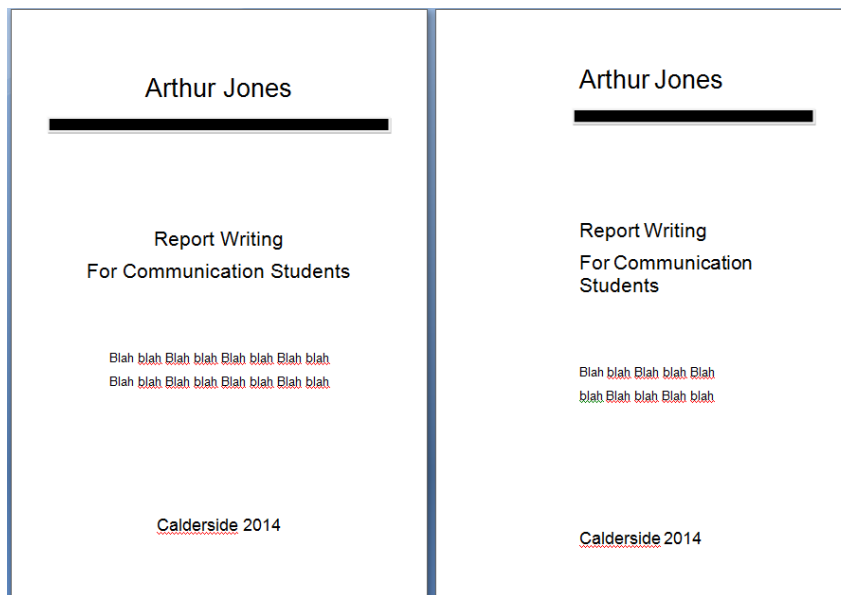 Arthur Jones
Report Writing
For Communication Students
Blah blah Blah blah Blah blah Blah blah
Blah blah Blah blah Blah blah Blah blah
Calderside 2014
Arthur Jones
Report Writing
For Communication
Students
Blah blah Blah blah Blah
blah Blah blah Blah blah
Calderside 2014